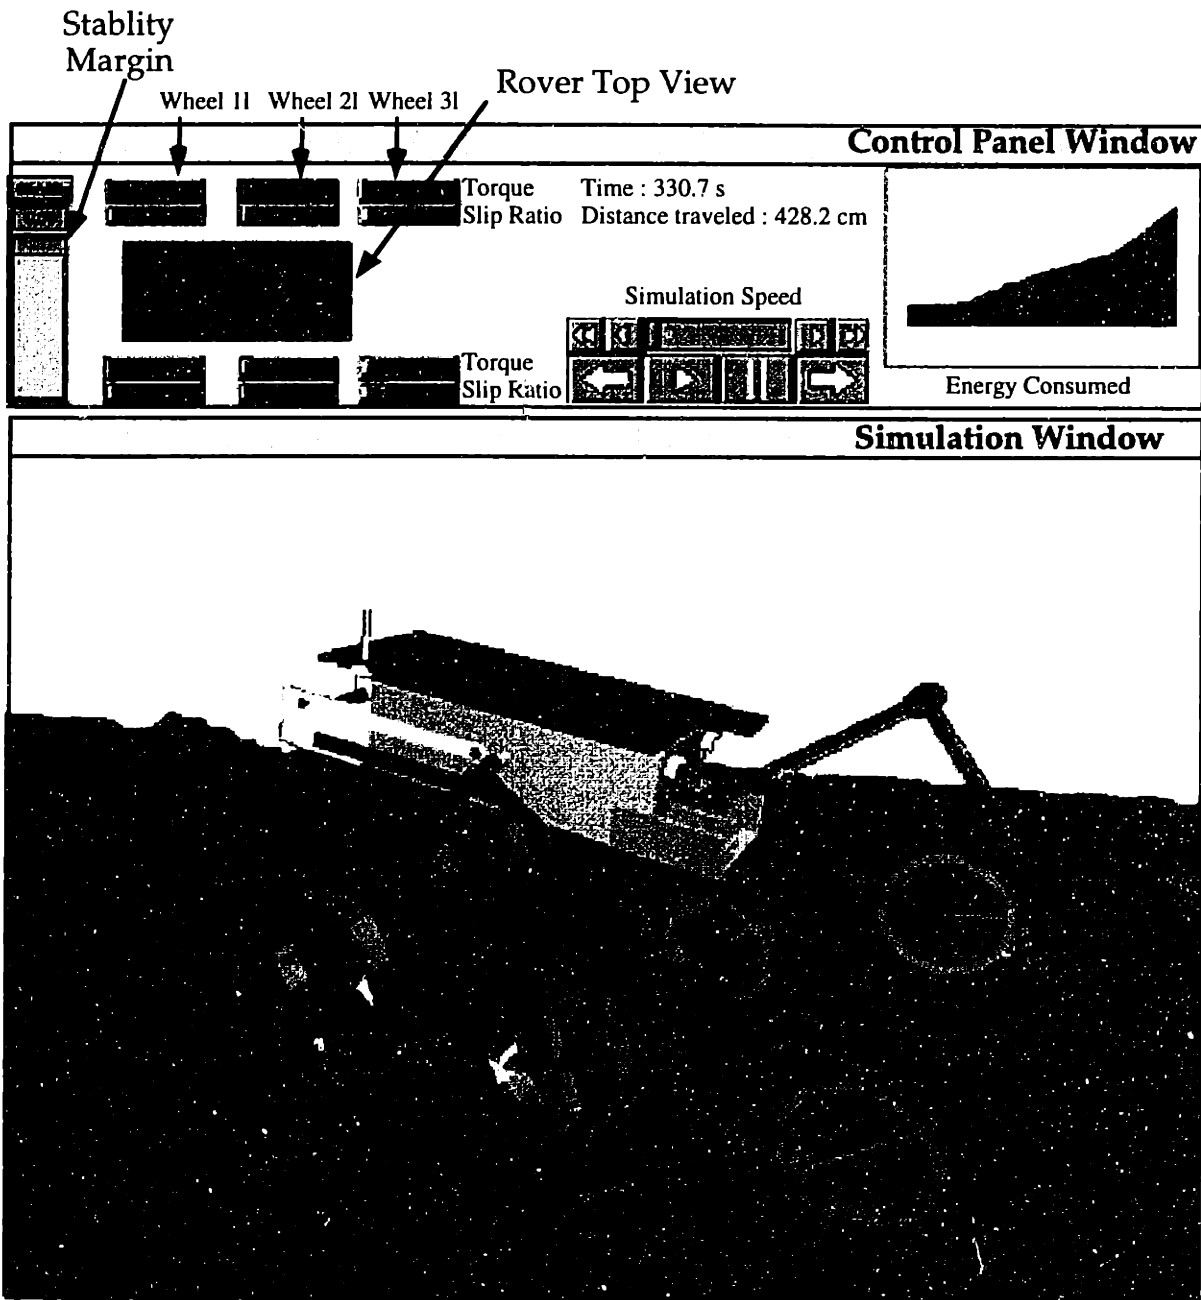 Stablity
Margin
Rover Top View
Wheel 1l Wheel 2l Wheel 3l
Control Panel Window
Torque
Slip Ratio
Time : 330.7 s
Distance traveled : 428.2 cm
Simulation Speed
Torque
Slip Ratio
Energy Consumed
Simulation Window